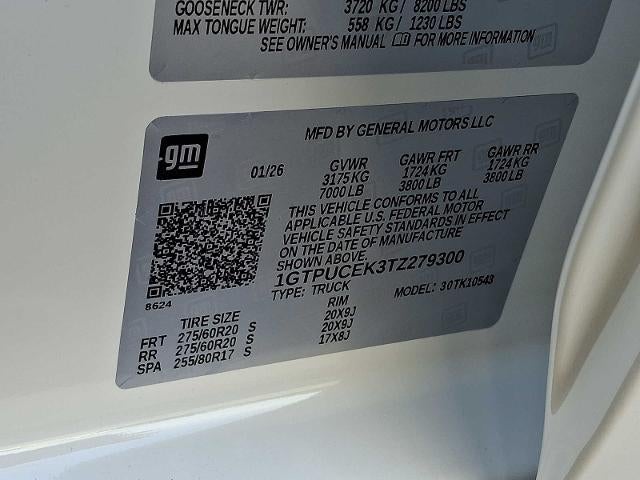 GOOSENECK TWR: 3720 KG / 8200 LBS
MAX TONGUE WEIGHT: 558 KG / 1230 LBS
SEE OWNER'S MANUAL FOR MORE INFORMATION
gm
MFD BY GENERAL MOTORS LLC
01/26 GVWR GAWR FRT GAWR RR
3175 KG 1724 KG 1724 KG
7000 LB 3800 LB 3800 LB
THIS VEHICLE CONFORMS TO ALL
APPLICABLE U.S. FEDERAL MOTOR
VEHICLE SAFETY STANDARDS IN EFFECT
ON THE DATE OF MANUFACTURE
SHOWN ABOVE.
1GTPUCEK3TZ279300
TYPE: TRUCK MODEL: 30TK10543
8624
TIRE SIZE RIM
FRT 275/60R20 S 20X9J
RR 275/60R20 S 20X9J
SPA 255/80R17 S 17X8J